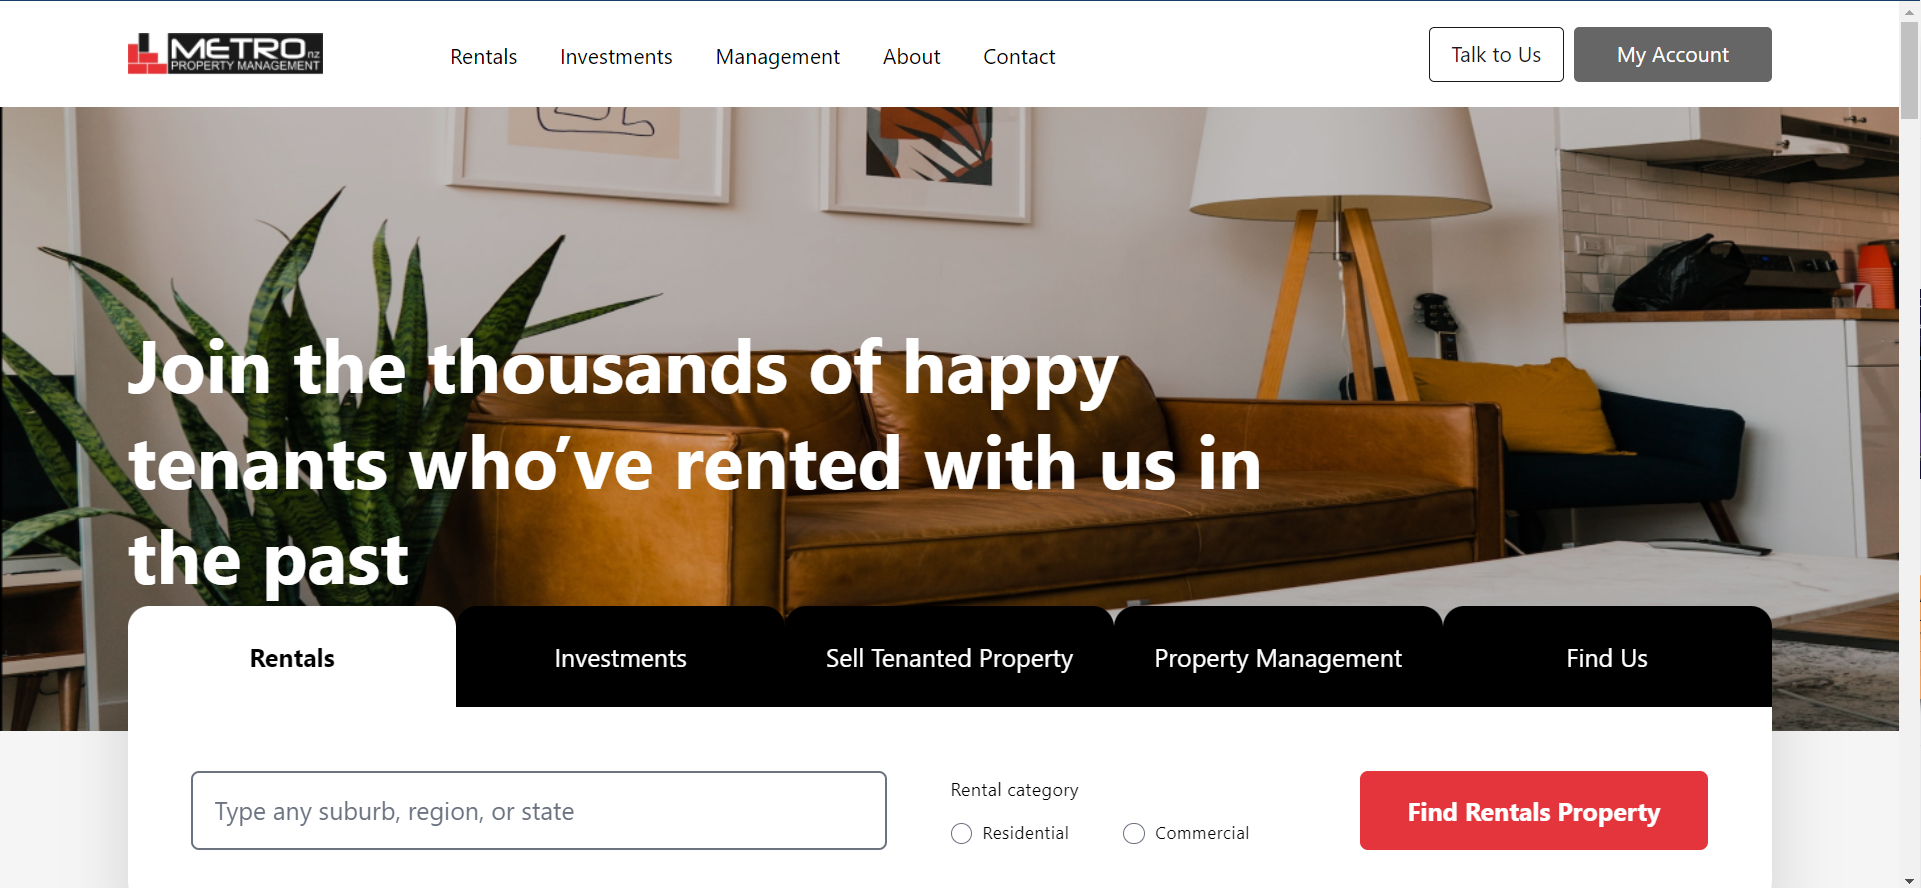 METRO nz
PROPERTY MANAGEMENT
Rentals
Investments
Management
About
Contact
Talk to Us
My Account
Join the thousands of happy
tenants who’ve rented with us in
the past
Rentals
Investments
Sell Tenanted Property
Property Management
Find Us
Type any suburb, region, or state
Rental category
Residential
Commercial
Find Rentals Property